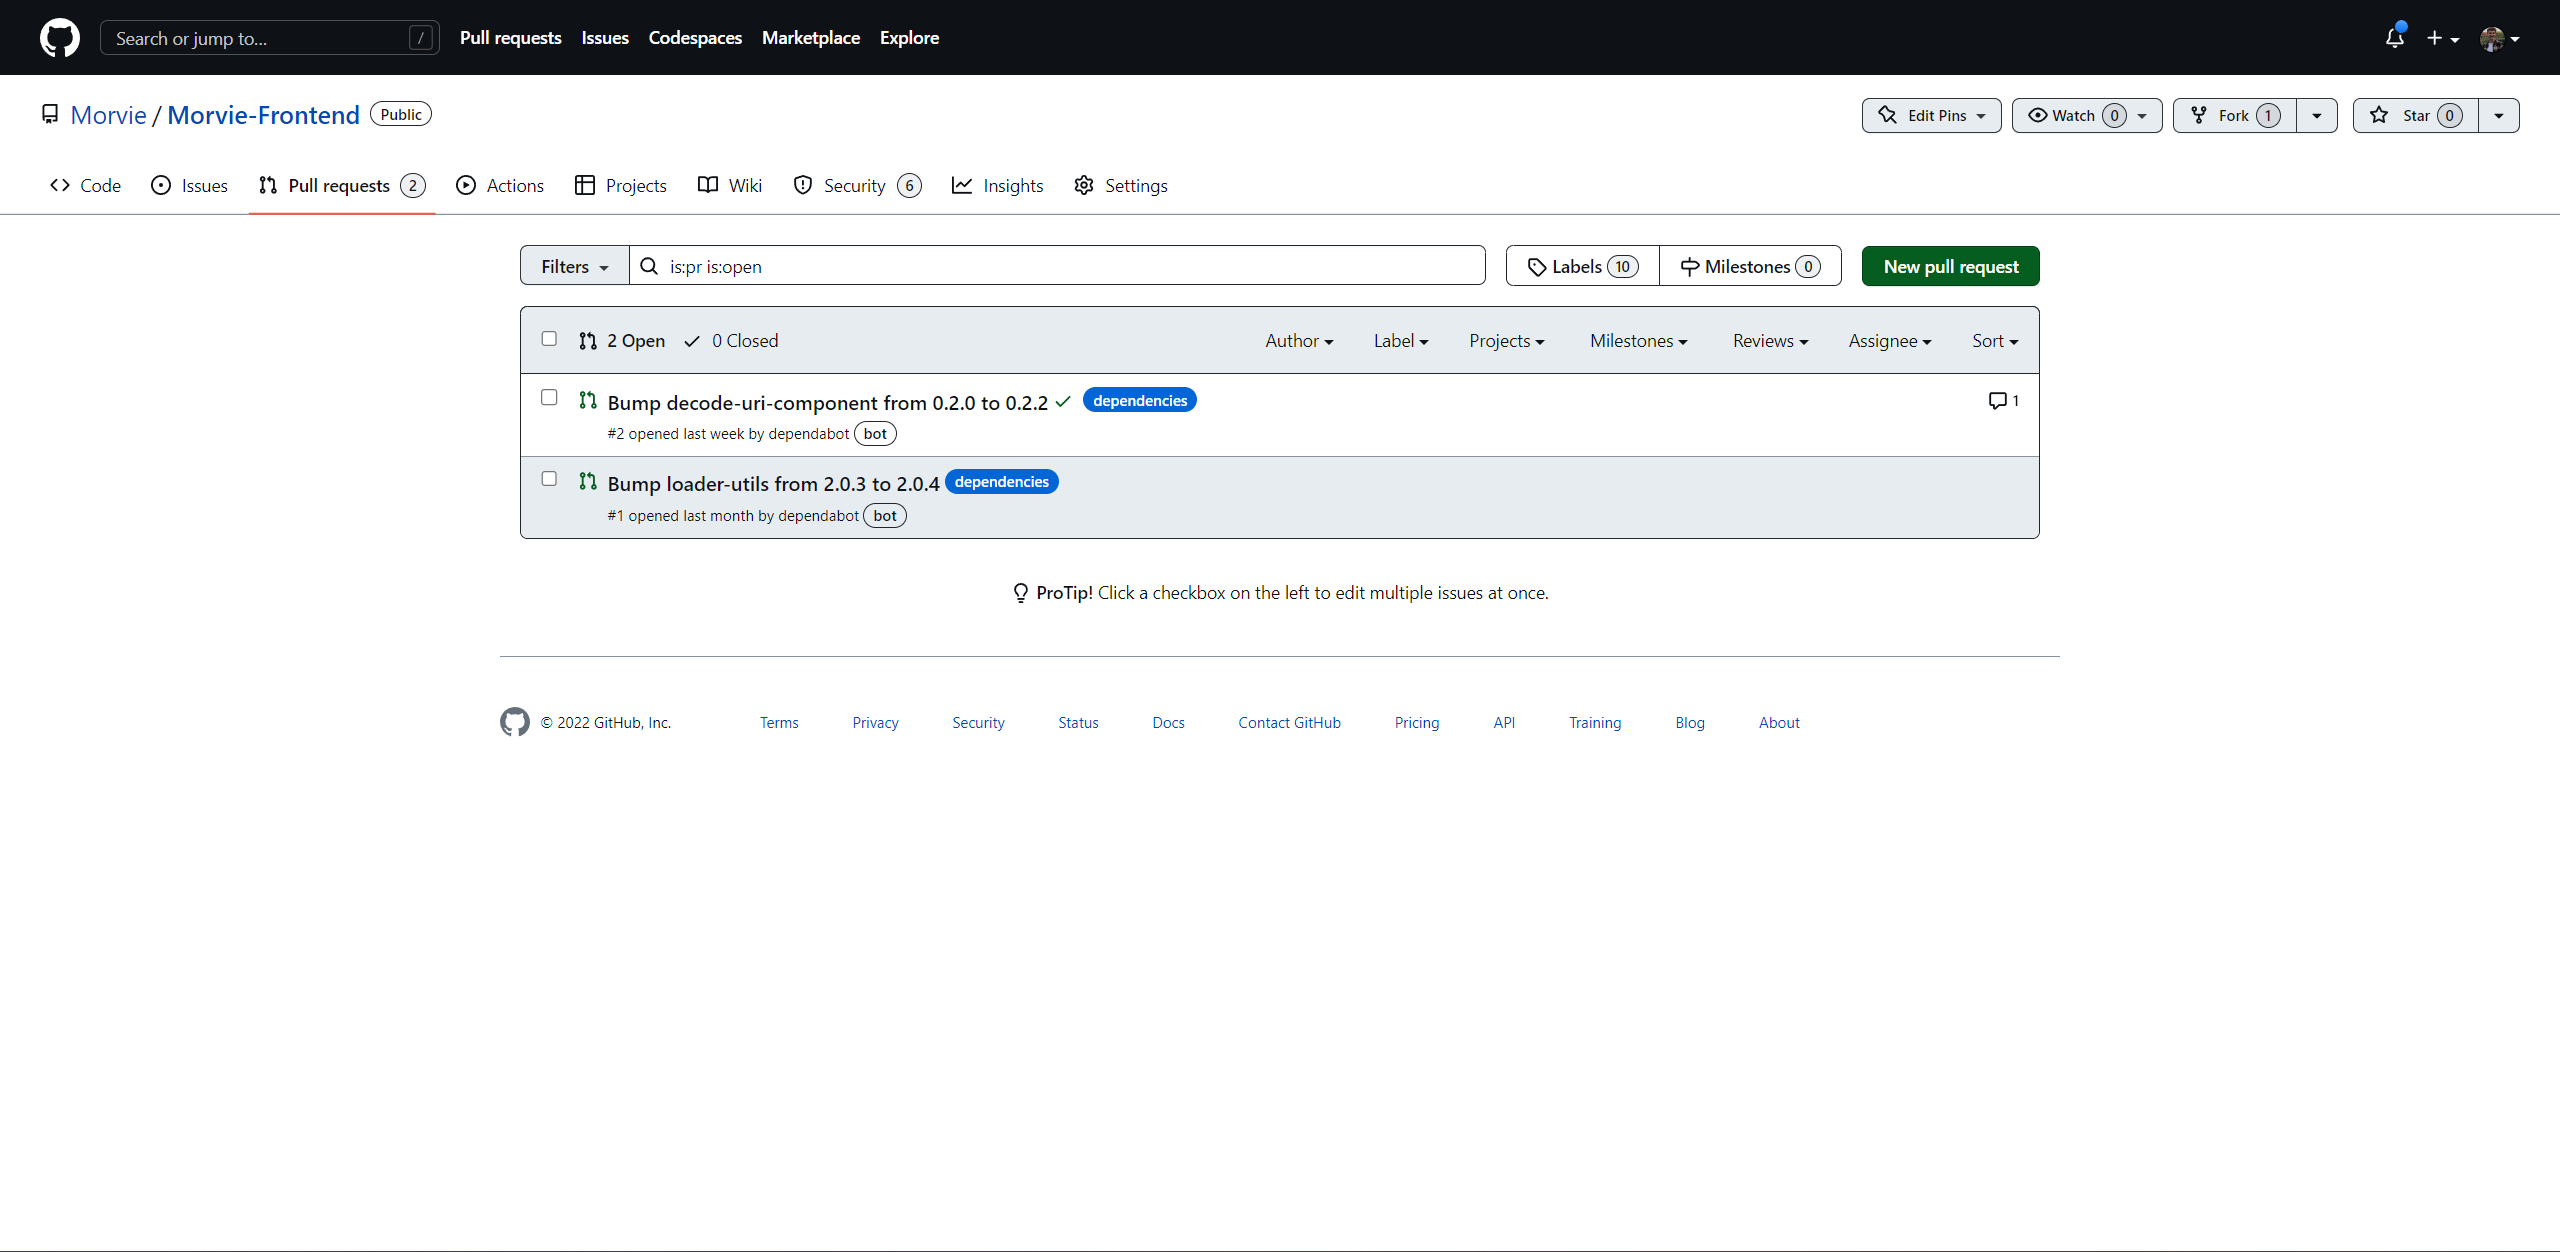 Search or jump to... / Pull requests Issues Codespaces Marketplace Explore
Morvie / Morvie-Frontend Public Edit Pins Watch 0 Fork 1 Star 0
Code Issues Pull requests 2 Actions Projects Wiki Security 6 Insights Settings
Filters is:pr is:open Labels 10 Milestones 0 New pull request
2 Open 0 Closed Author Label Projects Milestones Reviews Assignee Sort
Bump decode-uri-component from 0.2.0 to 0.2.2 dependencies 1
#2 opened last week by dependabot bot
Bump loader-utils from 2.0.3 to 2.0.4 dependencies
#1 opened last month by dependabot bot
ProTip! Click a checkbox on the left to edit multiple issues at once.
© 2022 GitHub, Inc. Terms Privacy Security Status Docs Contact GitHub Pricing API Training Blog About